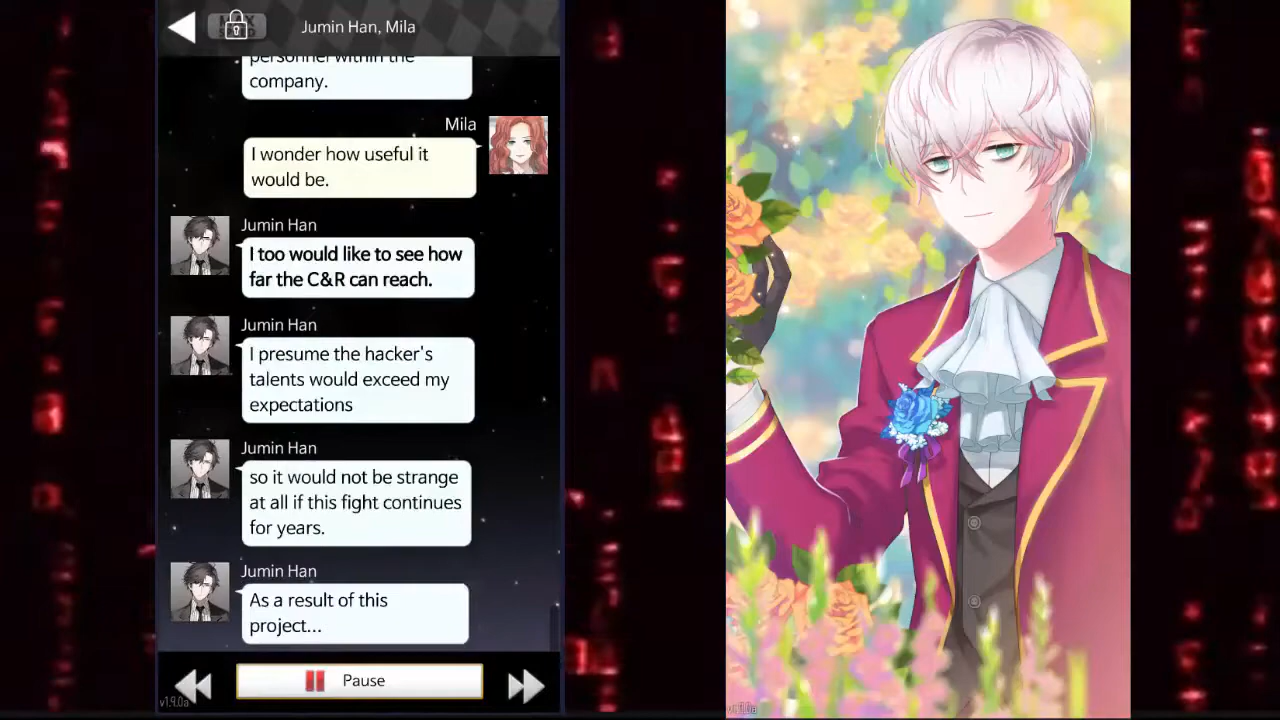 Jumin Han, Mila
personnel within the
company.
Mila
I wonder how useful it
would be.
Jumin Han
I too would like to see how
far the C&R can reach.
Jumin Han
I presume the hacker's
talents would exceed my
expectations
Jumin Han
so it would not be strange
at all if this fight continues
for years.
Jumin Han
As a result of this
project...
Pause
v1.9.0a